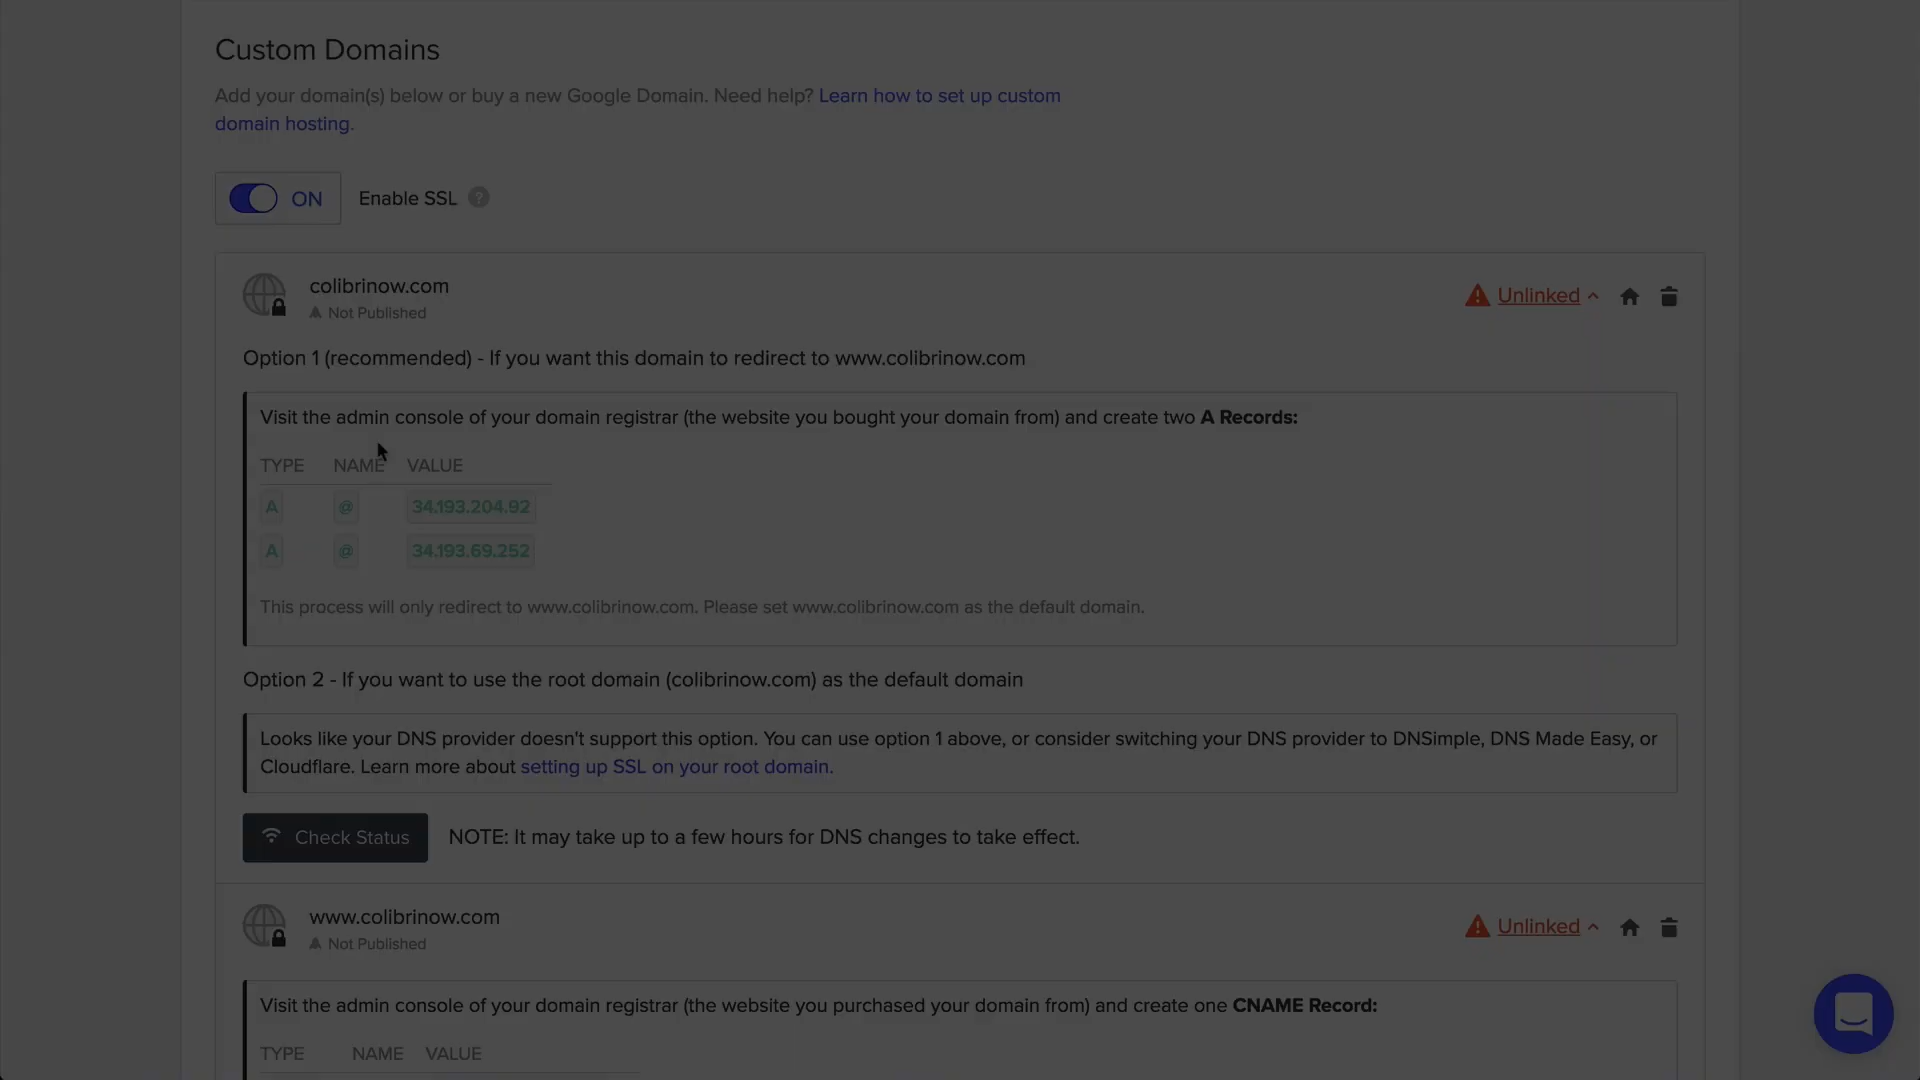 Custom Domains
Add your domain(s) below or buy a new Google Domain. Need help? Learn how to set up custom
domain hosting.
ON Enable SSL ?
colibrinow.com
Not Published
Unlinked
Option 1 (recommended) - If you want this domain to redirect to www.colibrinow.com
Visit the admin console of your domain registrar (the website you bought your domain from) and create two A Records:
TYPE NAME VALUE
A @ 34.193.204.92
A @ 34.193.69.252
This process will only redirect to www.colibrinow.com. Please set www.colibrinow.com as the default domain.
Option 2 - If you want to use the root domain (colibrinow.com) as the default domain
Looks like your DNS provider doesn't support this option. You can use option 1 above, or consider switching your DNS provider to DNSimple, DNS Made Easy, or
Cloudflare. Learn more about setting up SSL on your root domain.
Check Status NOTE: It may take up to a few hours for DNS changes to take effect.
www.colibrinow.com
Not Published
Unlinked
Visit the admin console of your domain registrar (the website you purchased your domain from) and create one CNAME Record:
TYPE NAME VALUE